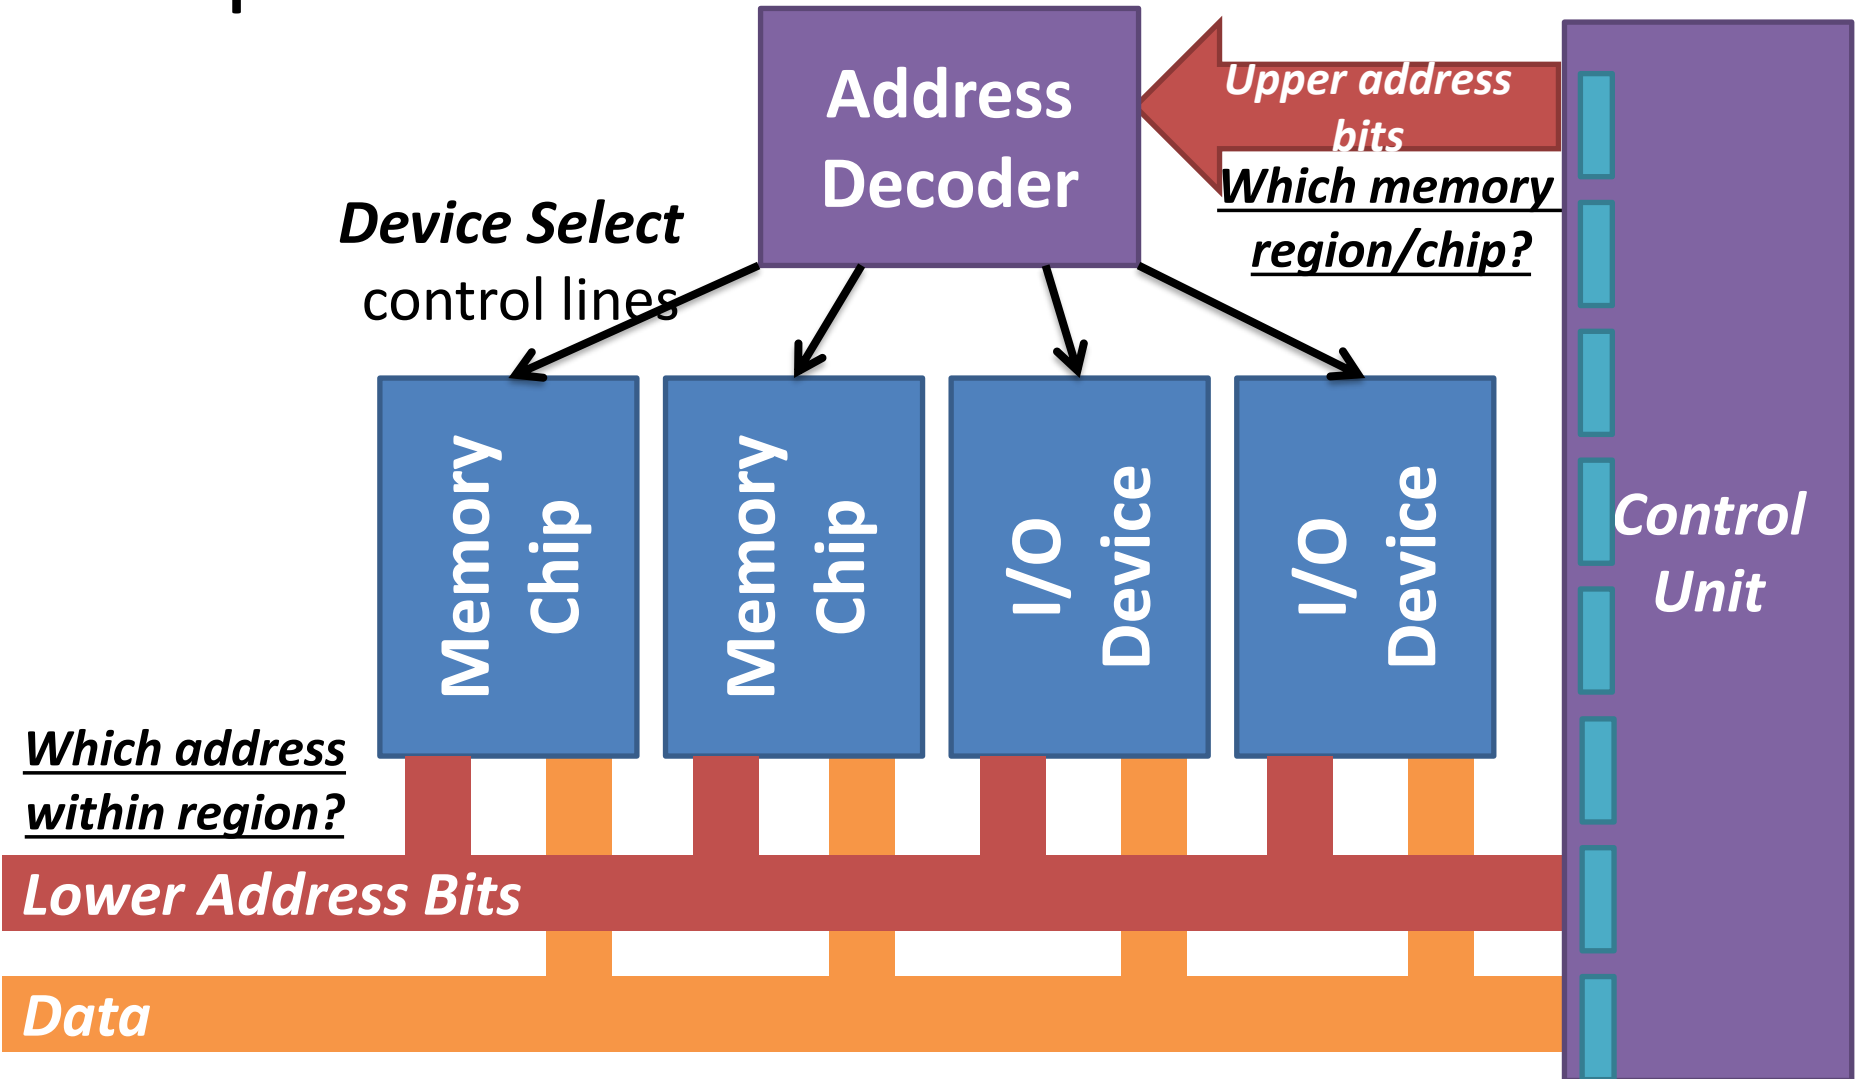 Address
Decoder
Upper address
bits
Which memory
region/chip?
Device Select
control lines
Memory
Chip
Memory
Chip
I/O
Device
I/O
Device
Control
Unit
Which address
within region?
Lower Address Bits
Data